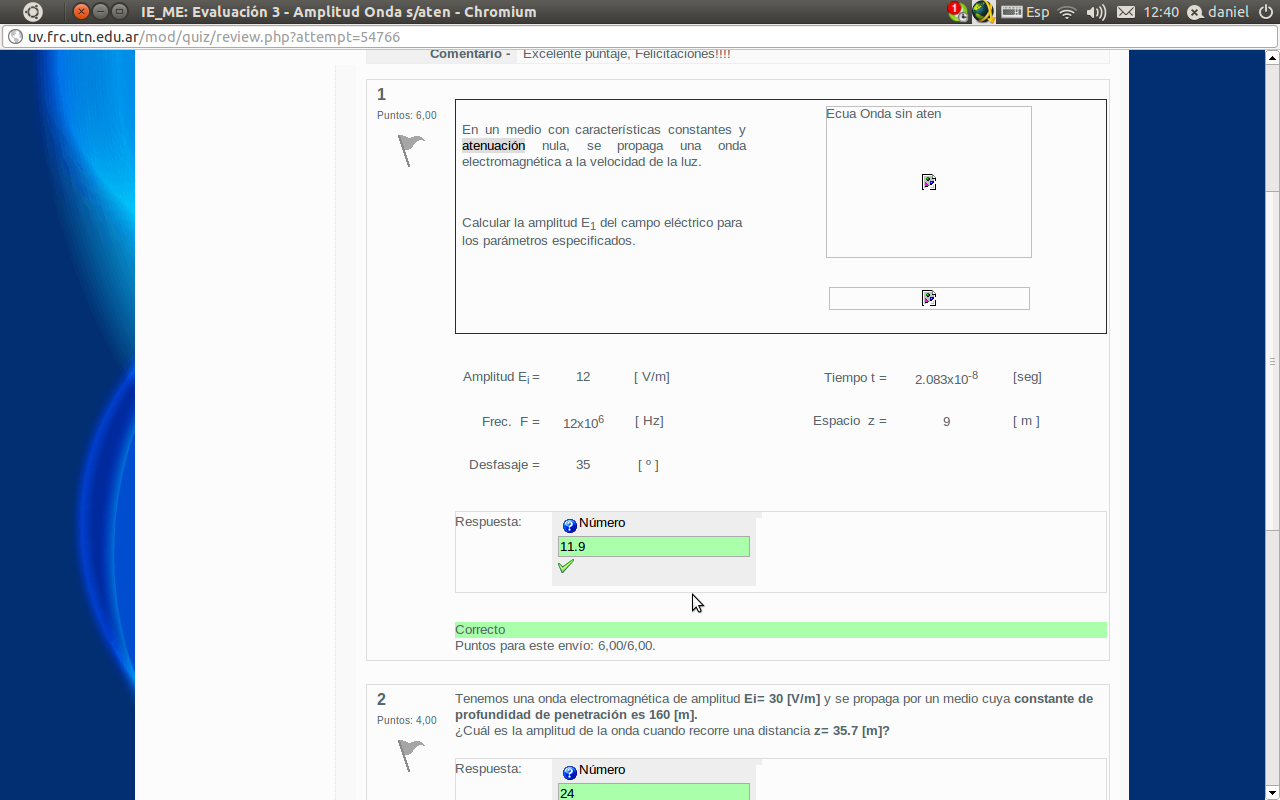 IE_ME: Evaluación 3 - Amplitud Onda s/aten - Chromium
1
Esp
12:40
daniel
uv.frc.utn.edu.ar/mod/quiz/review.php?attempt=54766
Comentario - Excelente puntaje, Felicitaciones!!!!
1
Puntos: 6,00
En un medio con características constantes y
atenuación nula, se propaga una onda
electromagnética a la velocidad de la luz.
Calcular la amplitud E1 del campo eléctrico para
los parámetros especificados.
Ecua Onda sin aten
Amplitud Ei = 12 [ V/m] Tiempo t = 2.083x10-8 [seg]
Frec. F = 12x106 [ Hz] Espacio z = 9 [ m ]
Desfasaje = 35 [ º ]
Respuesta:
Número
11.9
Correcto
Puntos para este envío: 6,00/6,00.
2
Puntos: 4,00
Tenemos una onda electromagnética de amplitud Ei= 30 [V/m] y se propaga por un medio cuya constante de
profundidad de penetración es 160 [m].
¿Cuál es la amplitud de la onda cuando recorre una distancia z= 35.7 [m]?
Respuesta:
Número
24